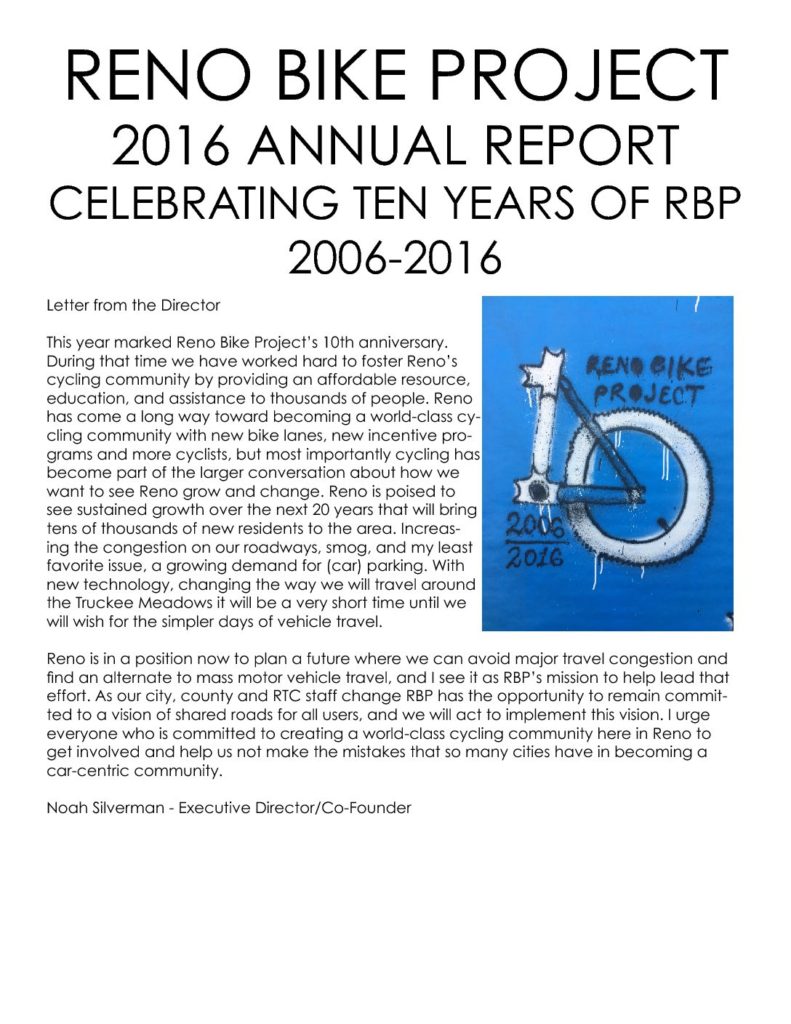 RENO BIKE PROJECT
2016 ANNUAL REPORT
CELEBRATING TEN YEARS OF RBP
2006-2016
Letter from the Director
This year marked Reno Bike Project's 10th anniversary.
During that time we have worked hard to foster Reno's
cycling community by providing an affordable resource,
education, and assistance to thousands of people. Reno
has come a long way toward becoming a world-class cy-
cling community with new bike lanes, new incentive pro-
grams and more cyclists, but most importantly cycling has
become part of the larger conversation about how we
want to see Reno grow and change. Reno is poised to
see sustained growth over the next 20 years that will bring
tens of thousands of new residents to the area. Increas-
ing the congestion on our roadways, smog, and my least
favorite issue, a growing demand for (car) parking. With
new technology, changing the way we will travel around
the Truckee Meadows it will be a very short time until we
will wish for the simpler days of vehicle travel.
RENO BIKE
PROJECT
2006
2016
Reno is in a position now to plan a future where we can avoid major travel congestion and
find an alternate to mass motor vehicle travel, and I see it as RBP's mission to help lead that
effort. As our city, county and RTC staff change RBP has the opportunity to remain commit-
ted to a vision of shared roads for all users, and we will act to implement this vision. I urge
everyone who is committed to creating a world-class cycling community here in Reno to
get involved and help us not make the mistakes that so many cities have in becoming a
car-centric community.
Noah Silverman - Executive Director/Co-Founder